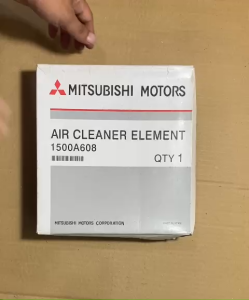 MITSUBISHI MOTORS
AIR CLEANER ELEMENT
1500A608
QTY 1
MITSUBISHI MOTORS CORPORATION